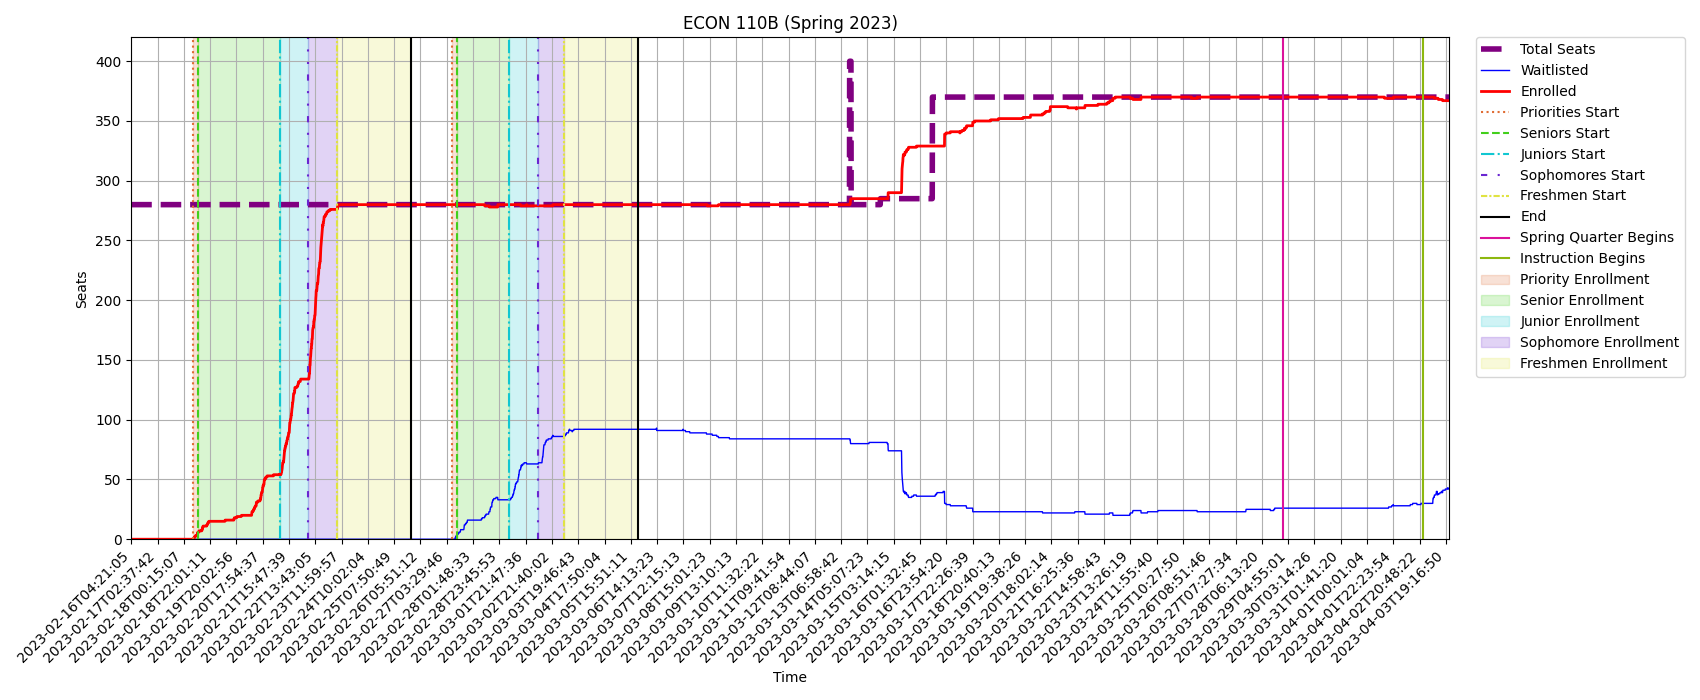 ECON 110B (Spring 2023)
Seats
400
350
300
250
200
150
100
50
0
2023-02-16T04:21:05
2023-02-17T02:37:42
2023-02-18T00:15:07
2023-02-18T22:01:11
2023-02-19T20:02:56
2023-02-20T17:54:37
2023-02-21T15:47:39
2023-02-22T13:43:05
2023-02-23T11:59:57
2023-02-24T10:02:04
2023-02-25T07:50:49
2023-02-26T05:51:12
2023-02-27T03:29:46
2023-02-28T01:48:33
2023-02-28T23:45:53
2023-03-01T21:47:36
2023-03-02T21:40:02
2023-03-03T19:46:43
2023-03-04T17:50:04
2023-03-05T15:51:11
2023-03-06T14:13:23
2023-03-07T12:15:13
2023-03-08T15:01:23
2023-03-09T13:10:13
2023-03-10T11:32:22
2023-03-11T09:41:54
2023-03-12T08:44:07
2023-03-13T06:58:42
2023-03-14T05:07:23
2023-03-15T03:14:15
2023-03-16T01:32:45
2023-03-16T23:54:20
2023-03-17T22:26:39
2023-03-18T20:40:13
2023-03-19T19:38:26
2023-03-20T18:02:14
2023-03-21T16:25:36
2023-03-22T14:58:43
2023-03-23T13:26:19
2023-03-24T11:55:40
2023-03-25T10:27:50
2023-03-26T08:51:46
2023-03-27T07:27:34
2023-03-28T06:13:20
2023-03-29T04:55:01
2023-03-30T03:14:26
2023-03-31T01:41:20
2023-04-01T00:01:04
2023-04-01T22:23:54
2023-04-02T20:48:22
2023-04-03T19:16:50
Time
Total Seats
Waitlisted
Enrolled
Priorities Start
Seniors Start
Juniors Start
Sophomores Start
Freshmen Start
End
Spring Quarter Begins
Instruction Begins
Priority Enrollment
Senior Enrollment
Junior Enrollment
Sophomore Enrollment
Freshmen Enrollment